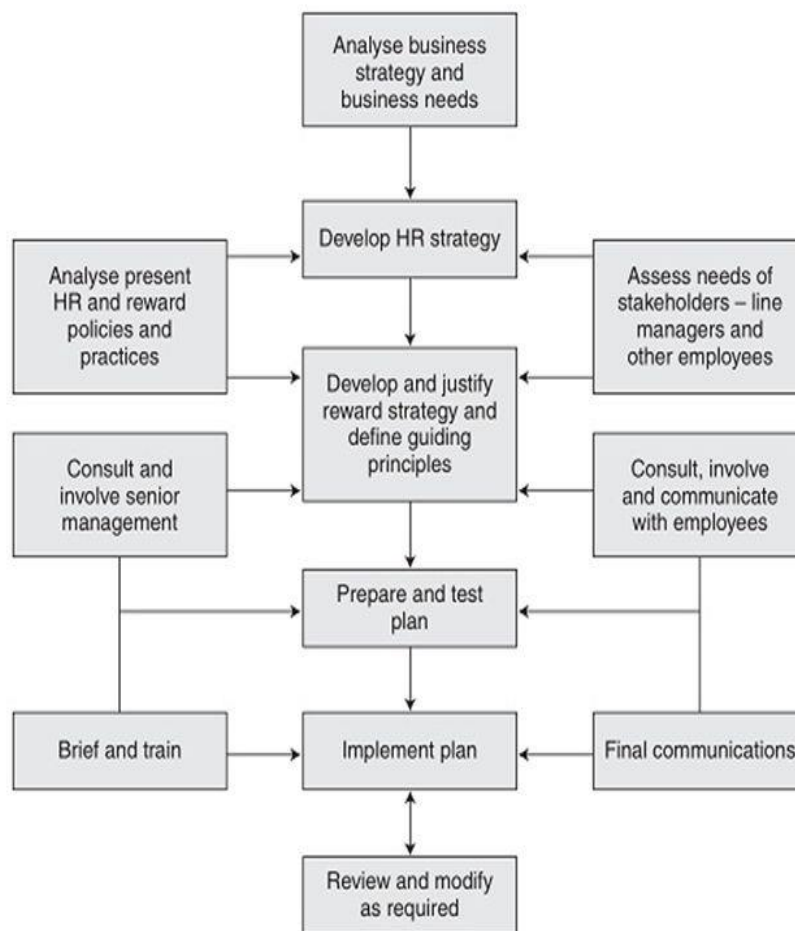 Analyse business
strategy and
business needs
Develop HR strategy
Analyse present
HR and reward
policies and
practices
Assess needs of
stakeholders – line
managers and
other employees
Develop and justify
reward strategy and
define guiding
principles
Consult and
involve senior
management
Consult, involve
and communicate
with employees
Prepare and test
plan
Brief and train
Implement plan
Final communications
Review and modify
as required